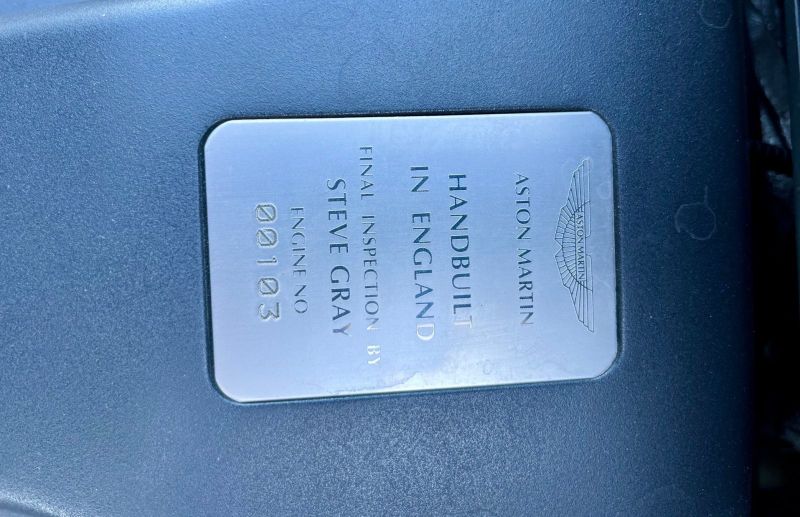 ASTON MARTIN
ASTON MARTIN
HANDBUILT
IN ENGLAND
FINAL INSPECTION BY
STEVE GRAY
ENGINE NO
00103